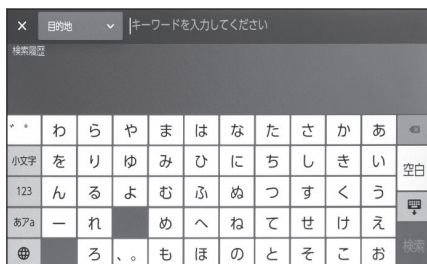 × 目的地 キーワードを入力してください
検索履歴
゛゜ わ ら や ま は な た さ か あ
小文字 を り ゆ み ひ に ち し き い 空白
123 ん る よ む ふ ぬ つ す く う
あアa ー れ め へ ね て せ け え
ろ 、。 も ほ の と そ こ お 検索